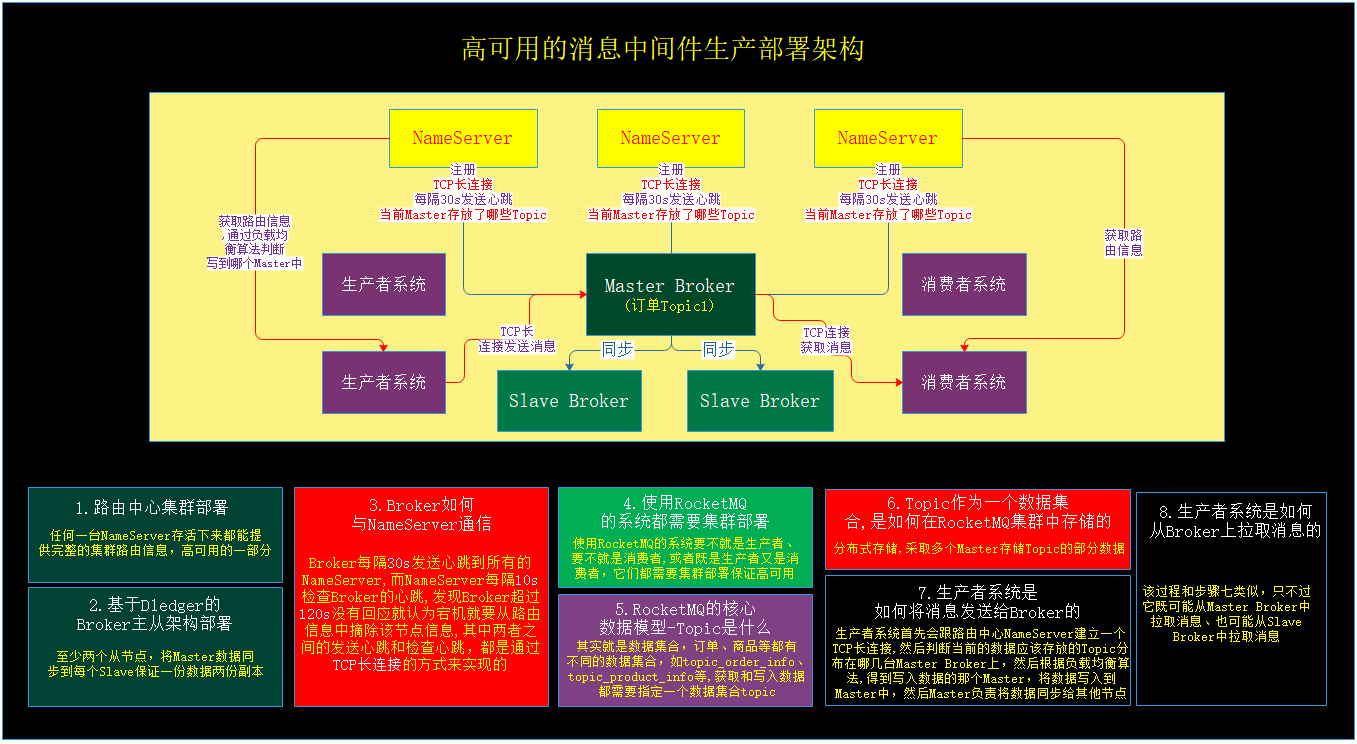 高可用的消息中间件生产部署架构
NameServer
NameServer
NameServer
注册
TCP长连接
每隔30s发送心跳
当前Master存放了哪些Topic
注册
TCP长连接
每隔30s发送心跳
当前Master存放了哪些Topic
注册
TCP长连接
每隔30s发送心跳
当前Master存放了哪些Topic
获取路由信息
,通过负载均
衡算法判断
写到哪个Master中
获取路
由信息
生产者系统
Master Broker
(订单Topic1)
消费者系统
TCP长
连接发送消息
TCP连接
获取消息
同步
同步
生产者系统
Slave Broker
Slave Broker
消费者系统
1.路由中心集群部署
任何一台NameServer存活下来都能提
供完整的集群路由信息，高可用的一部分
2.基于Dledger的
Broker主从架构部署
至少两个从节点，将Master数据同
步到每个Slave保证一份数据两份副本
3.Broker如何
与NameServer通信
Broker每隔30s发送心跳到所有的
NameServer,而NameServer每隔10s
检查Broker的心跳,发现Broker超过
120s没有回应就认为宕机就要从路由
信息中摘除该节点信息,其中两者之
间的发送心跳和检查心跳，都是通过
TCP长连接的方式来实现的
4.使用RocketMQ
的系统都需要集群部署
使用RocketMQ的系统要不就是生产者、
要不就是消费者,或者既是生产者又是消
费者，它们都需要集群部署保证高可用
5.RocketMQ的核心
数据模型-Topic是什么
其实就是数据集合，订单、商品等都有
不同的数据集合，如topic_order_info、
topic_product_info等,获取和写入数据
都需要指定一个数据集合topic
6.Topic作为一个数据集
合,是如何在RocketMQ集群中存储的
分布式存储,采取多个Master存储Topic的部分数据
7.生产者系统是
如何将消息发送给Broker的
生产者系统首先会跟路由中心NameServer建立一个
TCP长连接,然后判断当前的数据应该存放的Topic分
布在哪几台Master Broker上，然后根据负载均衡算
法,得到写入数据的那个Master，将数据写入到
Master中，然后Master负责将数据同步给其他节点
8.生产者系统是如何
从Broker上拉取消息的
该过程和步骤七类似，只不过
它既可能从Master Broker中
拉取消息、也可能从Slave
Broker中拉取消息